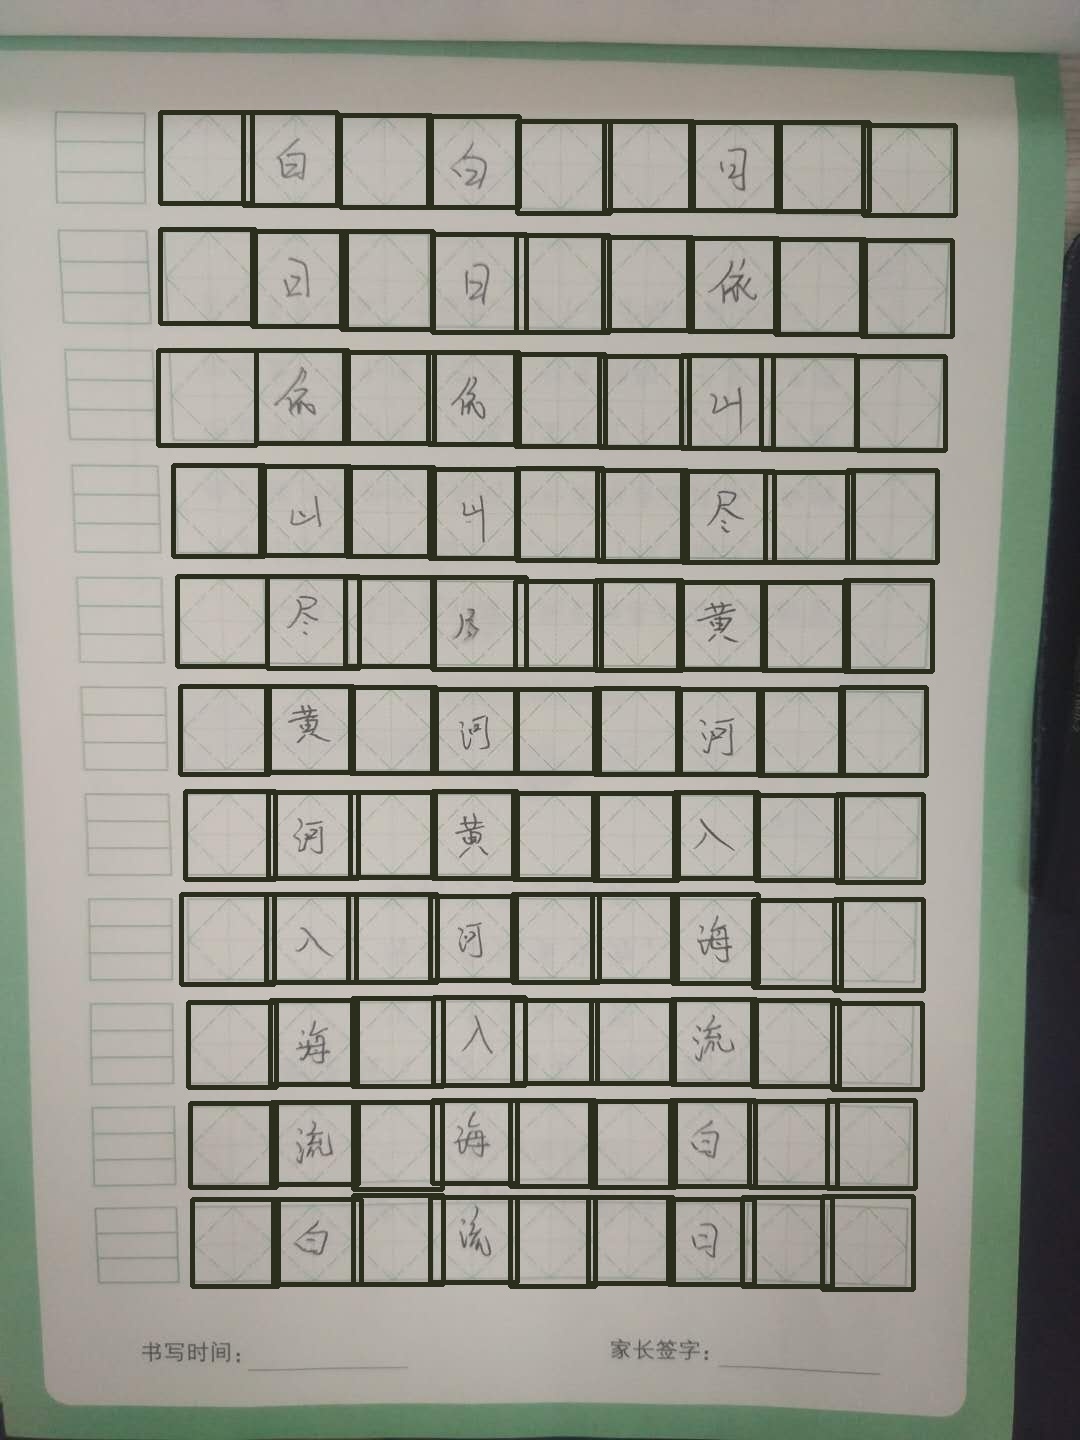 白 白 日
日 日 依
依 依 山
山 山 尽
尽 尽 黄
黄 河 河
河 黄 入
入 河 海
海 入 流
流 海 白
白 流 日
书写时间： 家长签字：